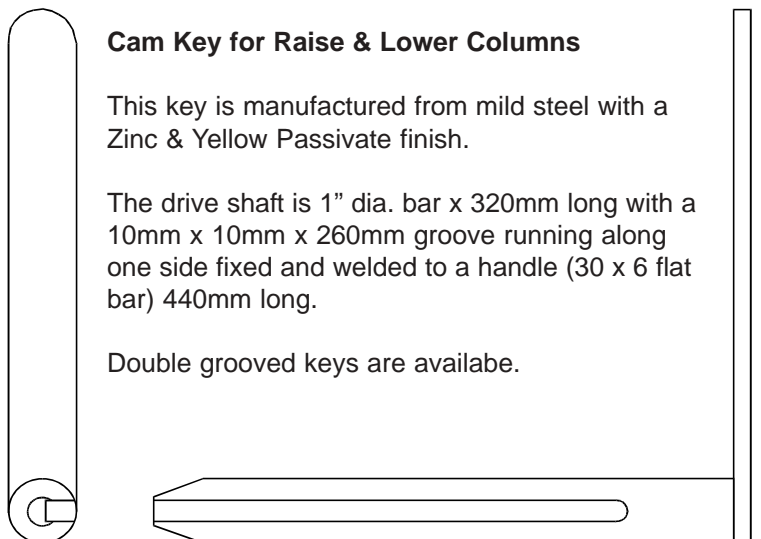 Cam Key for Raise & Lower Columns
This key is manufactured from mild steel with a
Zinc & Yellow Passivate finish.
The drive shaft is 1” dia. bar x 320mm long with a
10mm x 10mm x 260mm groove running along
one side fixed and welded to a handle (30 x 6 flat
bar) 440mm long.
Double grooved keys are availabe.